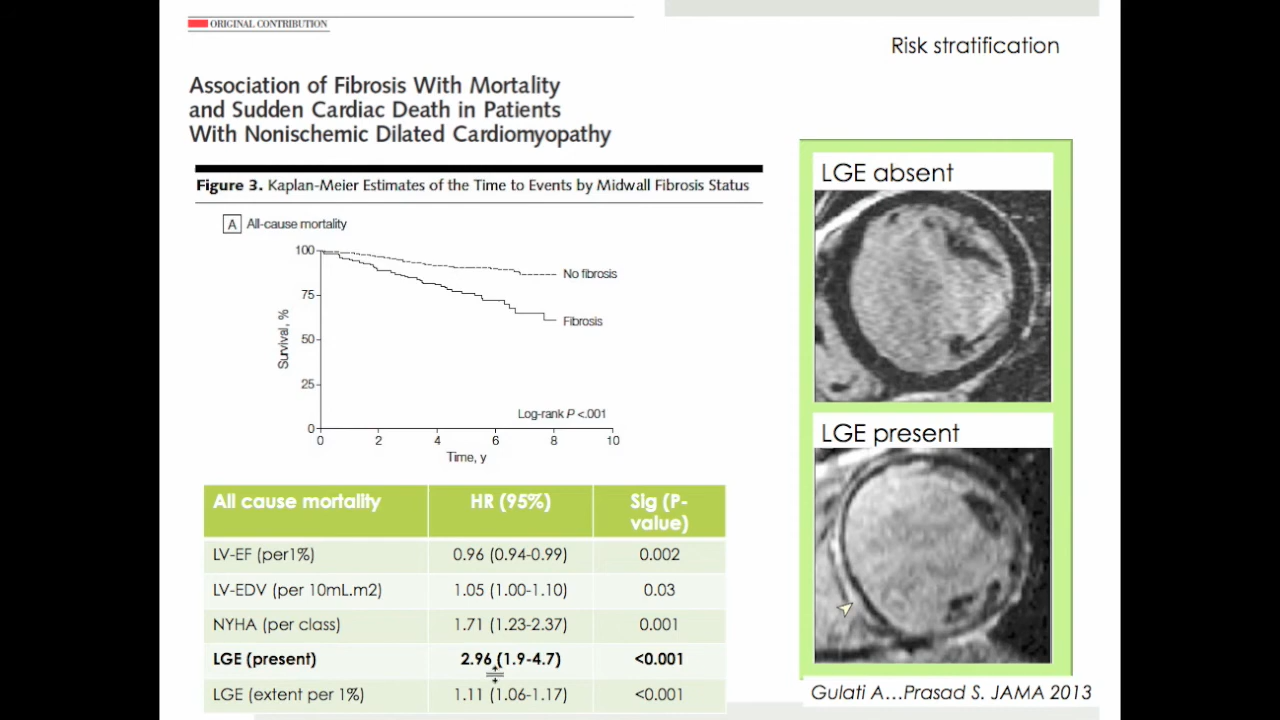 ORIGINAL CONTRIBUTION
Risk stratification
Association of Fibrosis With Mortality
and Sudden Cardiac Death in Patients
With Nonischemic Dilated Cardiomyopathy
Figure 3. Kaplan-Meier Estimates of the Time to Events by Midwall Fibrosis Status
A All-cause mortality
100
75
50
25
0
Survival, %
No fibrosis
Fibrosis
Log-rank P <.001
0 2 4 6 8 10
Time, y
All cause mortality HR (95%) Sig (P-
value)
LV-EF (per1%) 0.96 (0.94-0.99) 0.002
LV-EDV (per 10mL.m2) 1.05 (1.00-1.10) 0.03
NYHA (per class) 1.71 (1.23-2.37) 0.001
LGE (present) 2.96 (1.9-4.7) <0.001
LGE (extent per 1%) 1.11 (1.06-1.17) <0.001
LGE absent
LGE present
Gulati A...Prasad S. JAMA 2013